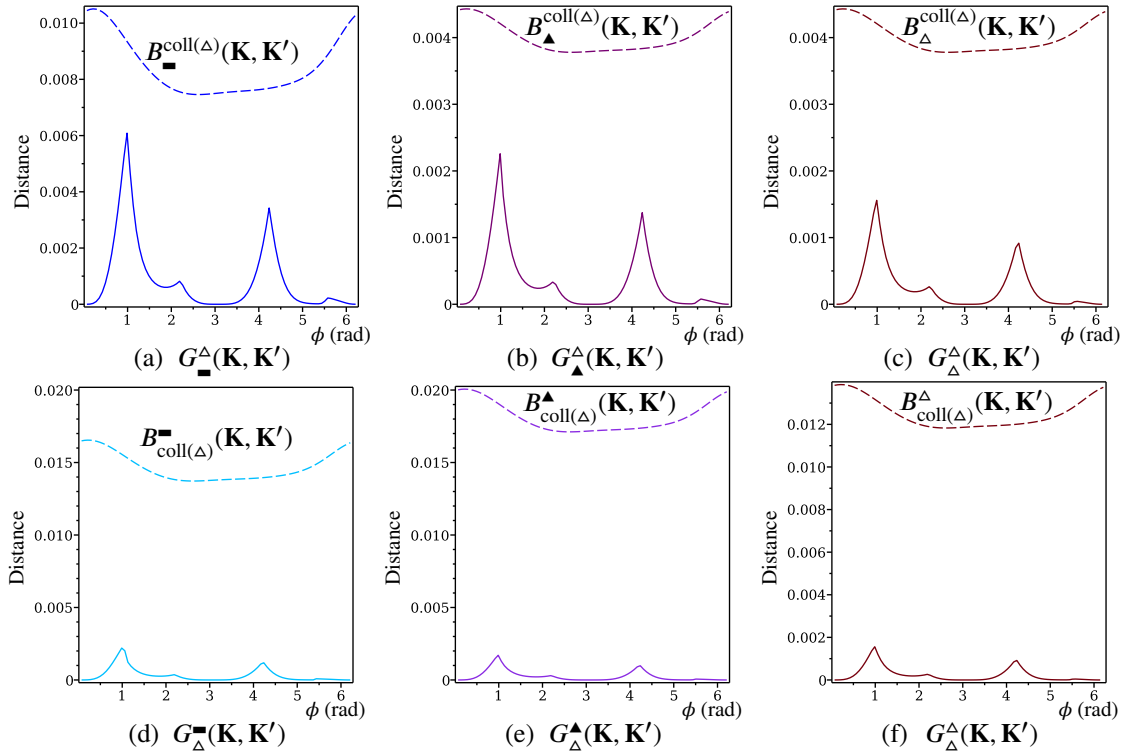 0.010
0.008
0.006
0.004
0.002
0
Distance
B▬^coll(△)(K, K′)
1 2 3 4 5 6
ϕ (rad)
(a) G▬^△(K, K′)
0.004
0.003
0.002
0.001
0
Distance
B▲^coll(△)(K, K′)
1 2 3 4 5 6
ϕ (rad)
(b) G▲^△(K, K′)
0.004
0.003
0.002
0.001
0
Distance
B△^coll(△)(K, K′)
1 2 3 4 5 6
ϕ (rad)
(c) G△^△(K, K′)
0.020
0.015
0.010
0.005
0
Distance
B^▬coll(△)(K, K′)
1 2 3 4 5 6
ϕ (rad)
(d) G△^▬(K, K′)
0.020
0.015
0.010
0.005
0
Distance
B^▲coll(△)(K, K′)
1 2 3 4 5 6
ϕ (rad)
(e) G△^▲(K, K′)
0.012
0.010
0.008
0.006
0.004
0.002
0
Distance
B^△coll(△)(K, K′)
1 2 3 4 5 6
ϕ (rad)
(f) G△^△(K, K′)